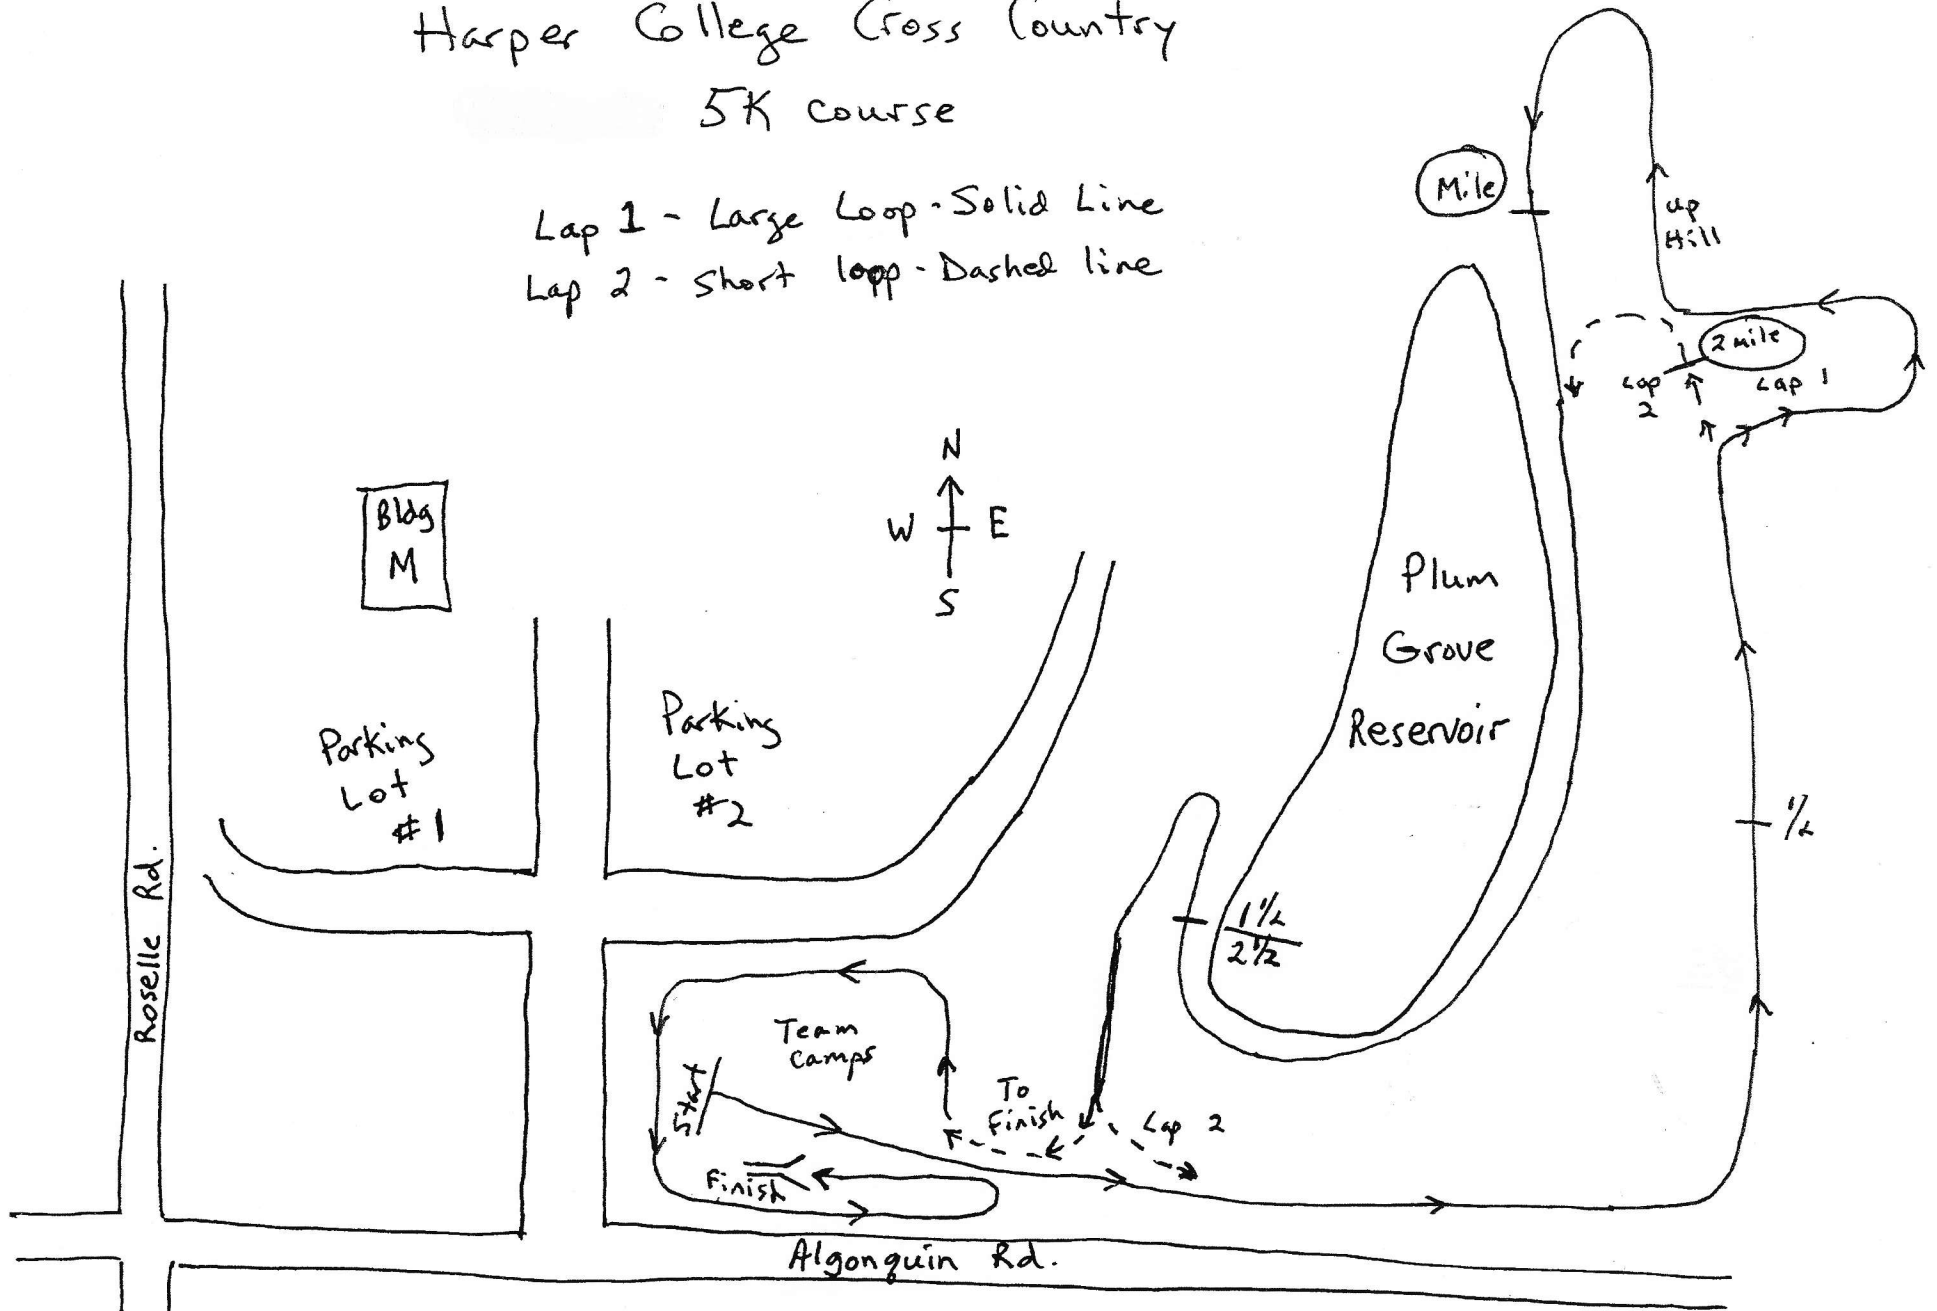 Harper College Cross Country
5K course
Lap 1 - Large Loop - Solid Line
Lap 2 - Short lopp - Dashed line
Mile
up
Hill
2 mile
Lap
2
Lap 1
N
W E
S
Bldg
M
Plum
Grove
Reservoir
Parking
Lot
#1
Parking
Lot
#2
1/2
1 1/2
2 1/2
Roselle Rd.
Team
Camps
Start
To
Finish
Lap 2
Finish
Algonquin Rd.